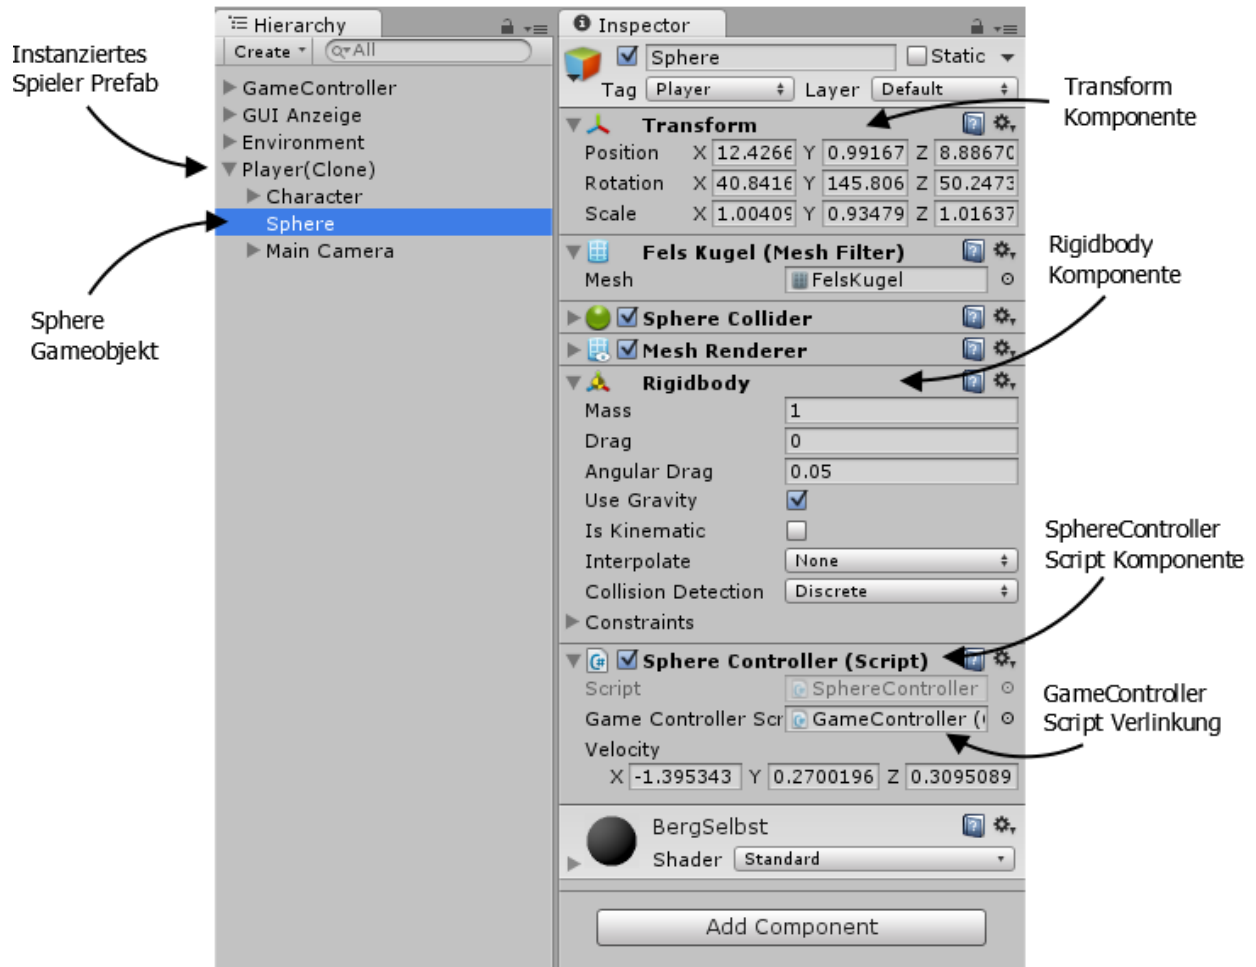 Instanziertes
Spieler Prefab
Sphere
Gameobjekt
Hierarchy
Create All
GameController
GUI Anzeige
Environment
Player(Clone)
Character
Sphere
Main Camera
Inspector
Sphere Static
Tag Player Layer Default
Transform
Position X 12.4266 Y 0.99167 Z 8.88670
Rotation X 40.8416 Y 145.806 Z 50.2473
Scale X 1.00409 Y 0.93479 Z 1.01637
Fels Kugel (Mesh Filter)
Mesh FelsKugel
Sphere Collider
Mesh Renderer
Rigidbody
Mass 1
Drag 0
Angular Drag 0.05
Use Gravity
Is Kinematic
Interpolate None
Collision Detection Discrete
Constraints
Sphere Controller (Script)
Script SphereController
Game Controller Scr GameController (
Velocity
X -1.395343 Y 0.2700196 Z 0.3095089
BergSelbst
Shader Standard
Add Component
Transform
Komponente
Rigidbody
Komponente
SphereController
Script Komponente
GameController
Script Verlinkung